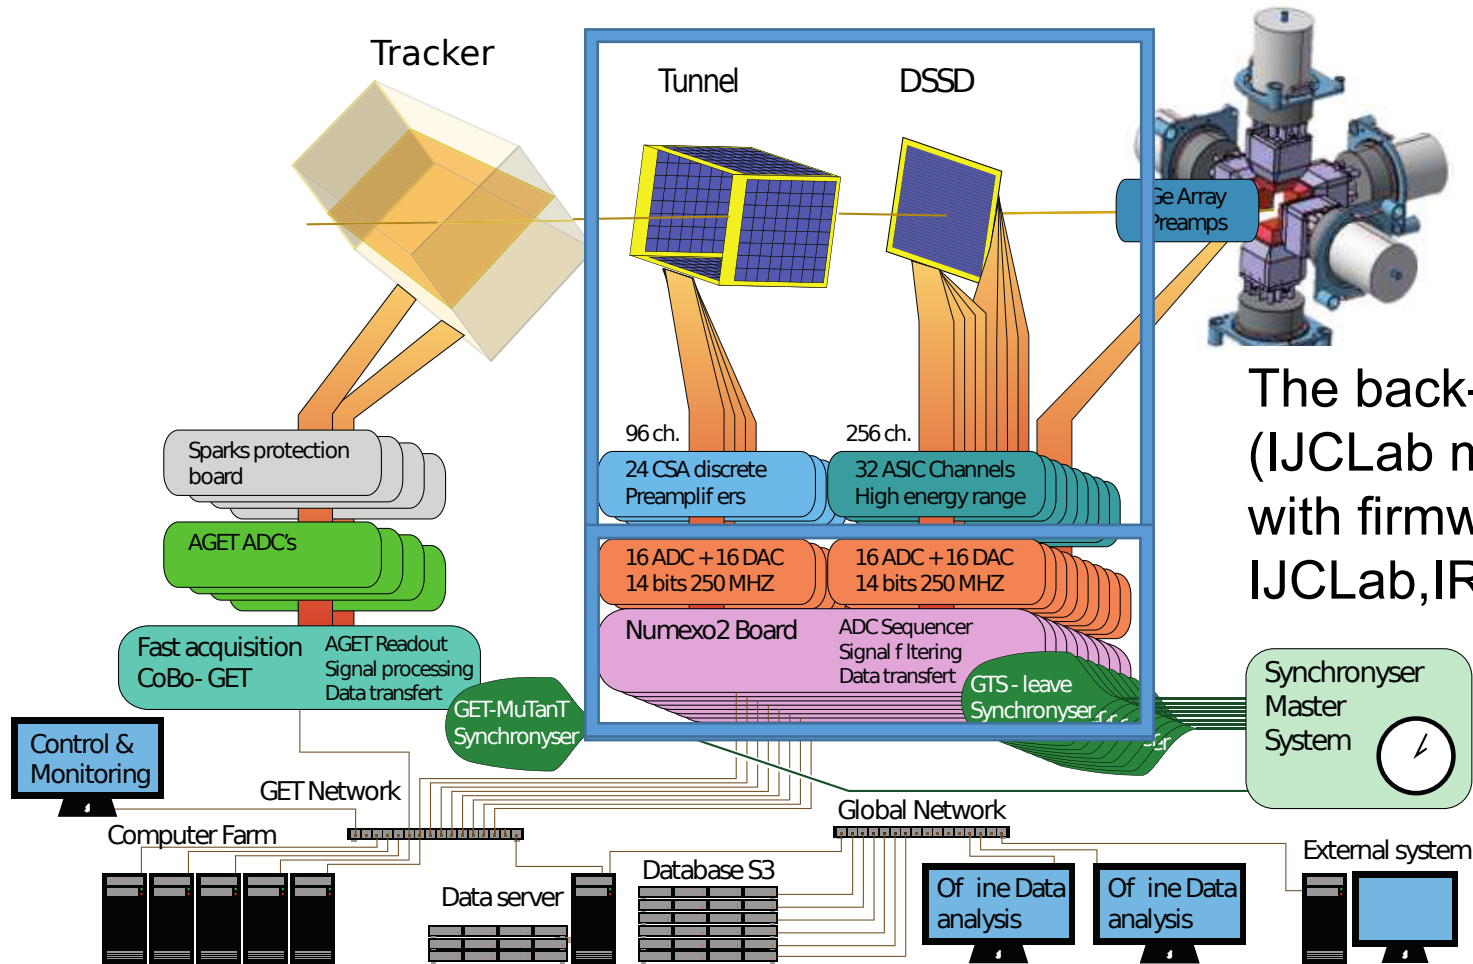 Tracker
Tunnel
DSSD
Ge Array
Preamps
96 ch.
256 ch.
Sparks protection
board
24 CSA discrete
Preamplif ers
32 ASIC Channels
High energy range
The back-
(IJCLab m
with firmw
IJCLab,IR
AGET ADC's
16 ADC + 16 DAC
14 bits 250 MHZ
16 ADC + 16 DAC
14 bits 250 MHZ
Fast acquisition
CoBo- GET
AGET Readout
Signal processing
Data transfert
Numexo2 Board
ADC Sequencer
Signal f ltering
Data transfert
GET-MuTanT
Synchronyser
GTS - leave
Synchronyser
Synchronyser
Master
System
Control &
Monitoring
GET Network
Global Network
Computer Farm
Data server
Database S3
Of ine Data
analysis
Of ine Data
analysis
External system